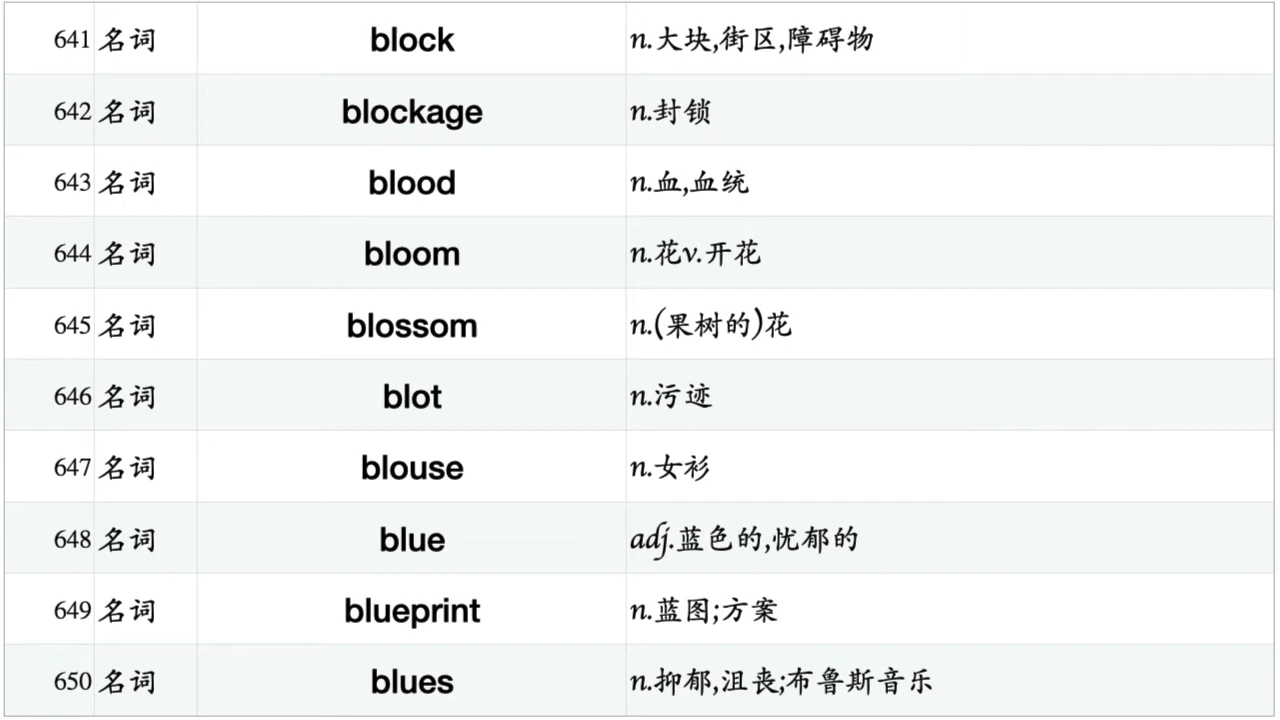 641 名词 block n.大块,街区,障碍物
642 名词 blockage n.封锁
643 名词 blood n.血,血统
644 名词 bloom n.花v.开花
645 名词 blossom n.(果树的)花
646 名词 blot n.污迹
647 名词 blouse n.女衫
648 名词 blue adj.蓝色的,忧郁的
649 名词 blueprint n.蓝图;方案
650 名词 blues n.抑郁,沮丧;布鲁斯音乐